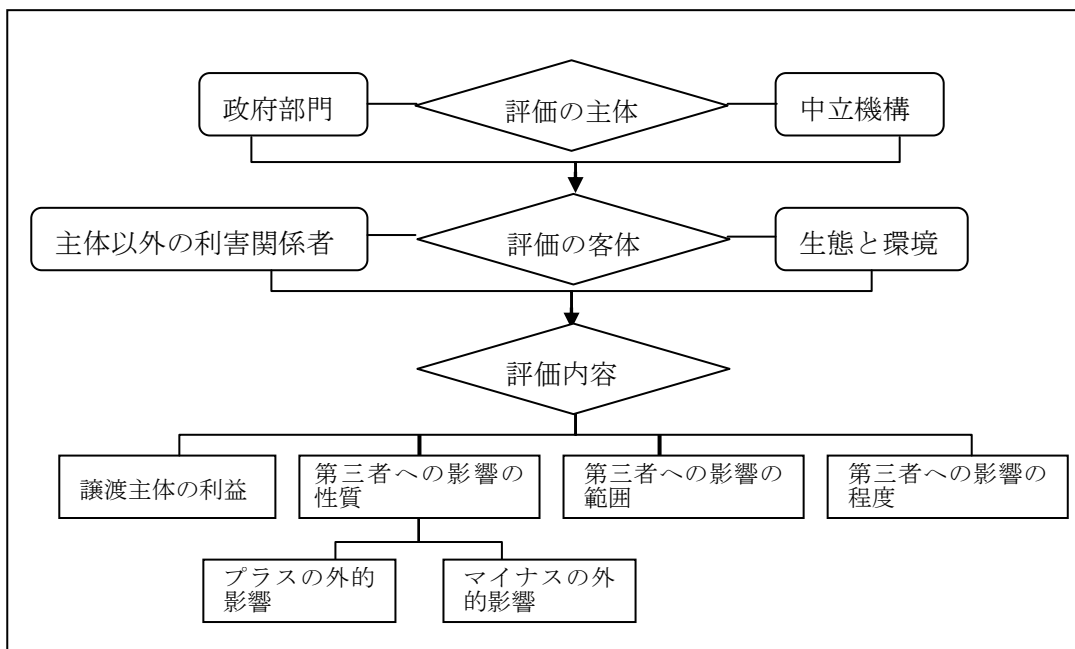 政府部門
評価の主体
中立機構
主体以外の利害関係者
評価の客体
生態と環境
評価内容
譲渡主体の利益
第三者への影響の
性質
第三者への影響の
範囲
第三者への影響の
程度
プラスの外的
影響
マイナスの外
的影響